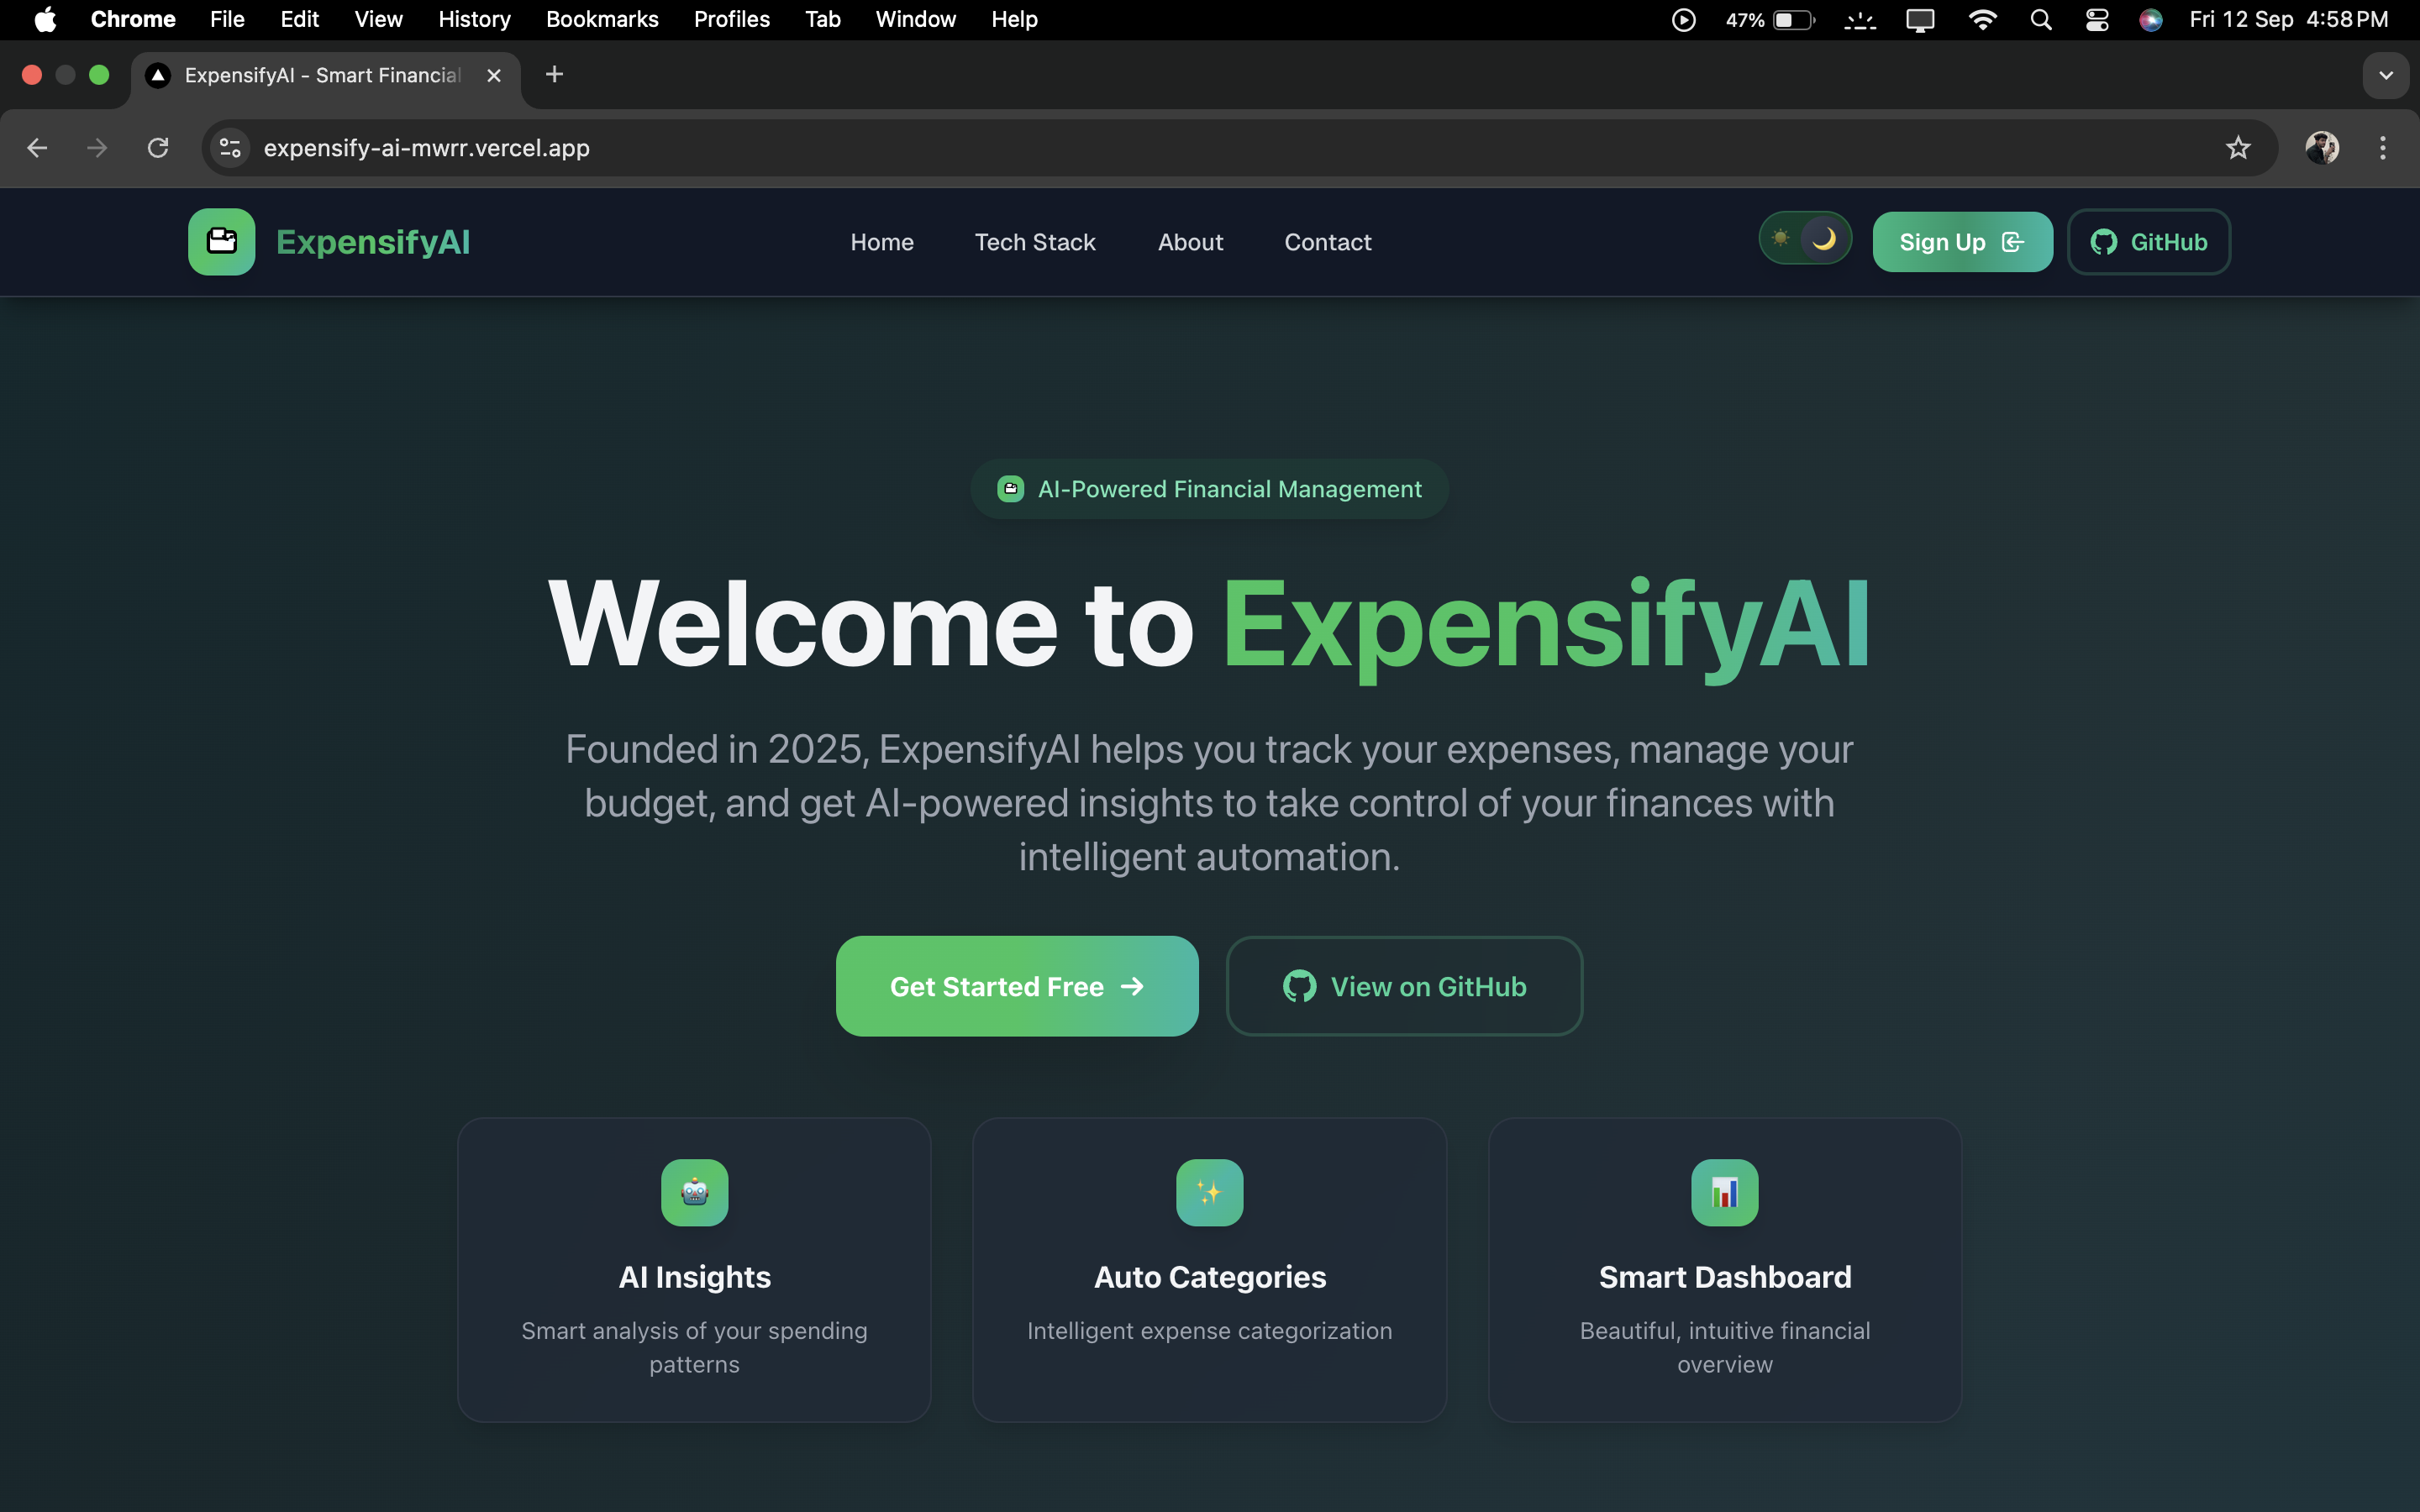 Chrome File Edit View History Bookmarks Profiles Tab Window Help 47% Fri 12 Sep 4:58 PM
ExpensifyAI - Smart Financial
expensify-ai-mwrr.vercel.app
ExpensifyAI Home Tech Stack About Contact Sign Up GitHub
AI-Powered Financial Management
Welcome to ExpensifyAI
Founded in 2025, ExpensifyAI helps you track your expenses, manage your
budget, and get AI-powered insights to take control of your finances with
intelligent automation.
Get Started Free → View on GitHub
AI Insights
Smart analysis of your spending
patterns
Auto Categories
Intelligent expense categorization
Smart Dashboard
Beautiful, intuitive financial
overview